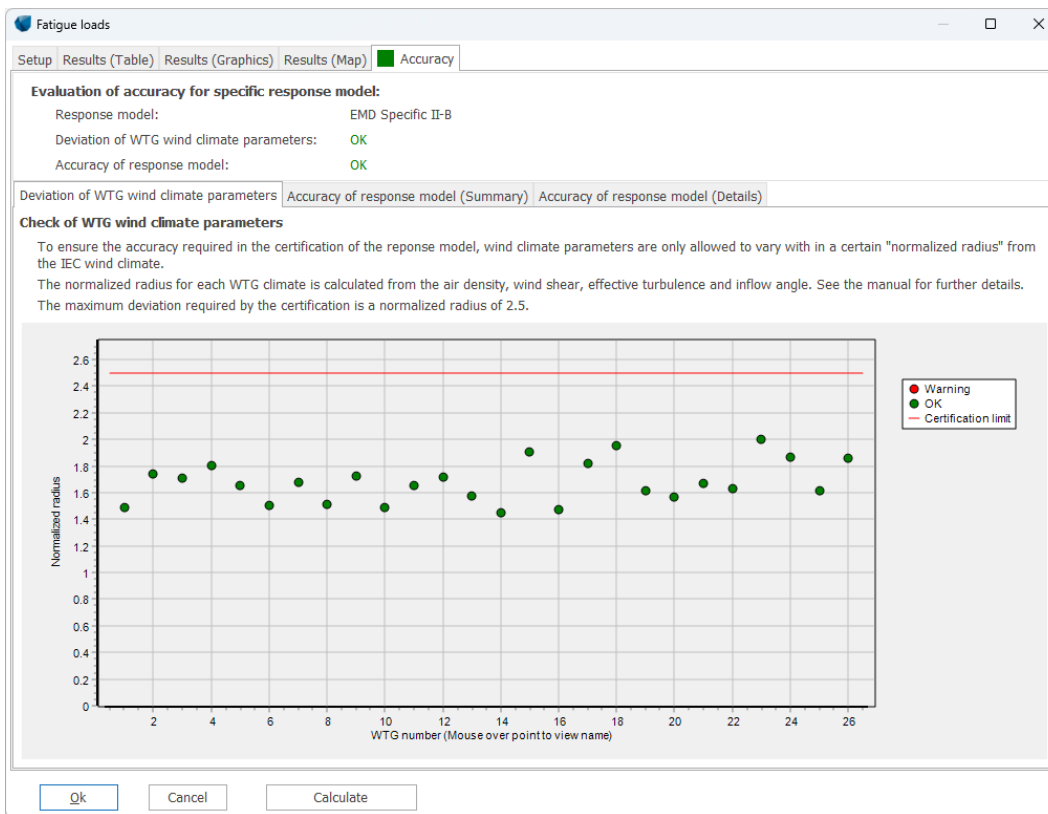 Fatigue loads
Setup Results (Table) Results (Graphics) Results (Map) Accuracy
Evaluation of accuracy for specific response model:
Response model: EMD Specific II-B
Deviation of WTG wind climate parameters: OK
Accuracy of response model: OK
Deviation of WTG wind climate parameters Accuracy of response model (Summary) Accuracy of response model (Details)
Check of WTG wind climate parameters
To ensure the accuracy required in the certification of the reponse model, wind climate parameters are only allowed to vary with in a certain "normalized radius" from
the IEC wind climate.
The normalized radius for each WTG climate is calculated from the air density, wind shear, effective turbulence and inflow angle. See the manual for further details.
The maximum deviation required by the certification is a normalized radius of 2.5.
Normalized radius
2.6
2.4
2.2
2
1.8
1.6
1.4
1.2
1
0.8
0.6
0.4
0.2
0
2 4 6 8 10 12 14 16 18 20 22 24 26
WTG number (Mouse over point to view name)
Warning
OK
Certification limit
Ok Cancel Calculate